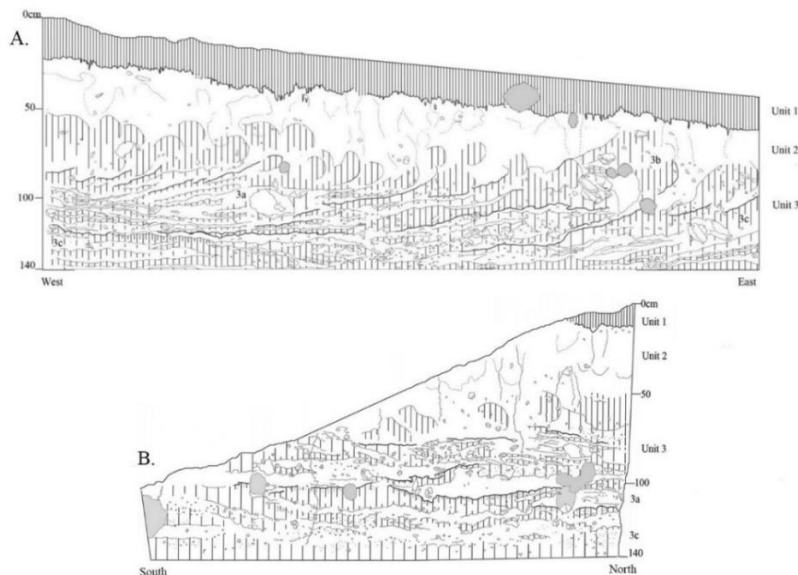 A.
0cm
50
100
140
Unit 1
Unit 2
Unit 3
3a
3b
3c
3c
West
East
B.
0cm
50
100
140
Unit 1
Unit 2
Unit 3
3a
3c
South
North